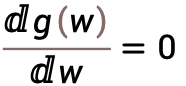 ⅆg(w)/ⅆw = 0